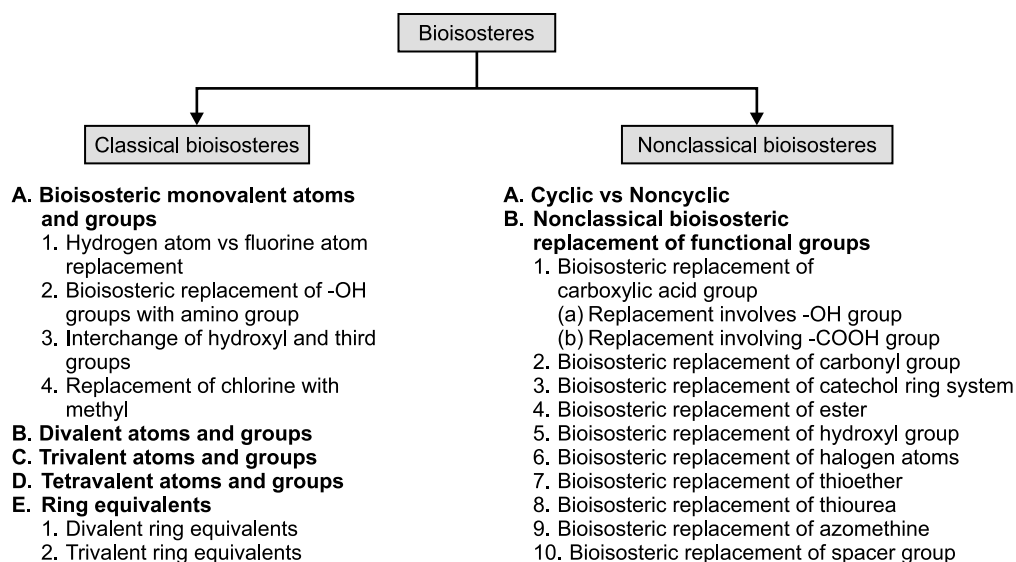 Bioisosteres
Classical bioisosteres
Nonclassical bioisosteres
A. Bioisosteric monovalent atoms
and groups
1. Hydrogen atom vs fluorine atom
replacement
2. Bioisosteric replacement of -OH
groups with amino group
3. Interchange of hydroxyl and third
groups
4. Replacement of chlorine with
methyl
B. Divalent atoms and groups
C. Trivalent atoms and groups
D. Tetravalent atoms and groups
E. Ring equivalents
1. Divalent ring equivalents
2. Trivalent ring equivalents
A. Cyclic vs Noncyclic
B. Nonclassical bioisosteric
replacement of functional groups
1. Bioisosteric replacement of
carboxylic acid group
(a) Replacement involves -OH group
(b) Replacement involving -COOH group
2. Bioisosteric replacement of carbonyl group
3. Bioisosteric replacement of catechol ring system
4. Bioisosteric replacement of ester
5. Bioisosteric replacement of hydroxyl group
6. Bioisosteric replacement of halogen atoms
7. Bioisosteric replacement of thioether
8. Bioisosteric replacement of thiourea
9. Bioisosteric replacement of azomethine
10. Bioisosteric replacement of spacer group